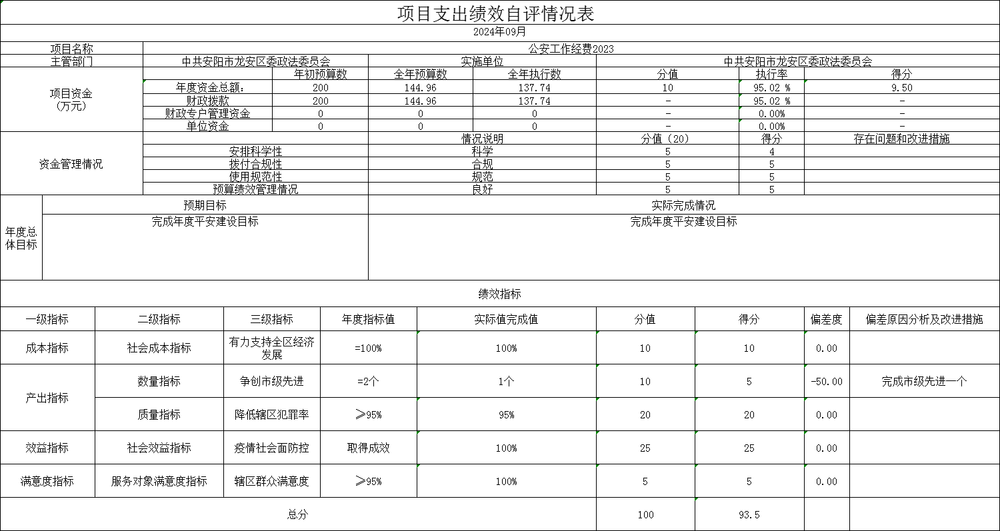 项目支出绩效自评情况表
2024年09月
项目名称 公安工作经费2023
主管部门 中共安阳市龙安区委政法委员会 实施单位 中共安阳市龙安区委政法委员会
项目资金
(万元)
年初预算数 全年预算数 全年执行数 分值 执行率 得分
年度资金总额: 200 144.96 137.74 10 95.02 % 9.50
财政拨款 200 144.96 137.74 - 95.02 % -
财政专户管理资金 0 0 0 - 0.00% -
单位资金 0 0 0 - 0.00% -
资金管理情况
情况说明 分值（20） 得分 存在问题和改进措施
安排科学性 科学 5 4
拨付合规性 合规 5 5
使用规范性 规范 5 5
预算绩效管理情况 良好 5 5
年度总
体目标
预期目标 实际完成情况
完成年度平安建设目标 完成年度平安建设目标
绩效指标
一级指标 二级指标 三级指标 年度指标值 实际值完成值 分值 得分 偏差度 偏差原因分析及改进措施
成本指标 社会成本指标 有力支持全区经济
发展 =100% 100% 10 10 0.00
产出指标 数量指标 争创市级先进 =2个 1个 10 5 -50.00 完成市级先进一个
质量指标 降低辖区犯罪率 ≥95% 95% 20 20 0.00
效益指标 社会效益指标 疫情社会面防控 取得成效 100% 25 25 0.00
满意度指标 服务对象满意度指标 辖区群众满意度 ≥95% 100% 5 5 0.00
总分 100 93.5